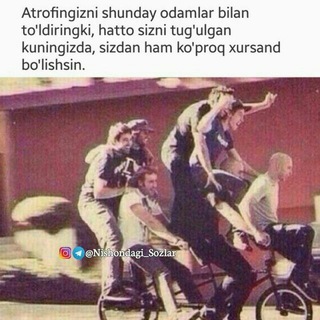 Atrofingizni shunday odamlar bilan
to'ldiringki, hatto sizni tug'ulgan
kuningizda, sizdan ham ko'proq xursand
bo'lishsin.
@Nishondagi_Sozlar